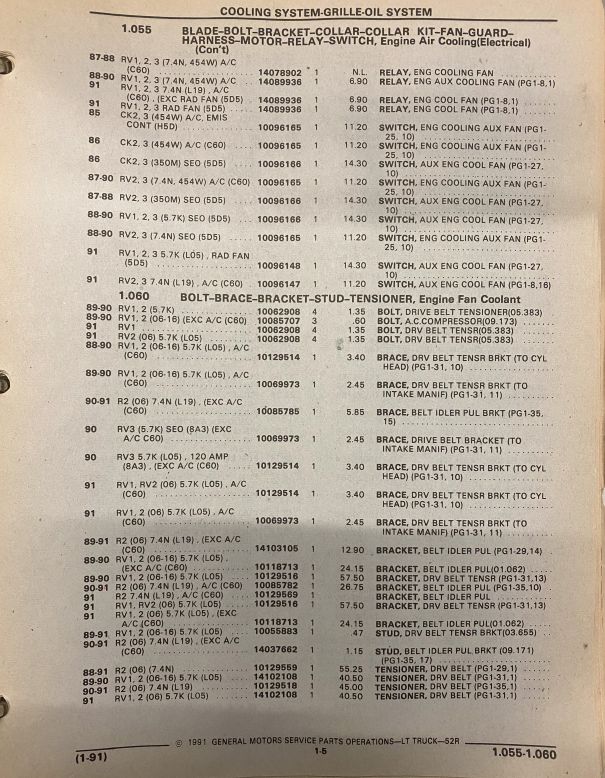 COOLING SYSTEM-GRILLE-OIL SYSTEM
1.055 BLADE–BOLT–BRACKET–COLLAR–COLLAR KIT–FAN–GUARD–
HARNESS–MOTOR–RELAY–SWITCH, Engine Air Cooling(Electrical)
(Con't)
87-88 RV1, 2, 3 (7.4N, 454W) A/C
(C60) 14078902 1 N.L. RELAY, ENG COOLING FAN
88-90 RV1, 2, 3 (7.4N, 454W) A/C 14089936 1 6.90 RELAY, ENG AUX COOLING FAN (PG1-8,1)
91 RV1, 2, 3 7.4N (L19) , A/C
(C60) , (EXC RAD FAN (5D5) 14089936 1 6.90 RELAY, ENG COOL FAN (PG1-8,1)
91 RV1, 2, 3 RAD FAN (5D5) 14089936 1 6.90 RELAY, ENG COOL FAN (PG1-8,1)
85 CK2, 3 (454W) A/C, EMIS
CONT (H5D) 10096165 1 11.20 SWITCH, ENG COOLING AUX FAN (PG1-
25, 10)
86 CK2, 3 (454W) A/C (C60) 10096165 1 11.20 SWITCH, ENG COOLING AUX FAN (PG1-
25, 10)
86 CK2, 3 (350M) SEO (5D5) 10096166 1 14.30 SWITCH, AUX ENG COOL FAN (PG1-27,
10)
87-90 RV2, 3 (7.4N, 454W) A/C (C60) 10096165 1 11.20 SWITCH, ENG COOLING AUX FAN (PG1-
25, 10)
87-88 RV2, 3 (350M) SEO (5D5) 10096166 1 14.30 SWITCH, AUX ENG COOL FAN (PG1-27,
10)
88-90 RV1, 2, 3 (5.7K) SEO (5D5) 10096166 1 14.30 SWITCH, AUX ENG COOL FAN (PG1-27,
10)
88-90 RV2, 3 (7.4N) SEO (5D5) 10096165 1 11.20 SWITCH, ENG COOLING AUX FAN (PG1-
25, 10)
91 RV1, 2, 3 5.7K (L05) , RAD FAN
(5D5) 10096148 1 14.30 SWITCH, AUX ENG COOL FAN (PG1-27,
10)
91 RV2, 3 7.4N (L19) , A/C (C60) 10096147 1 11.20 SWITCH, AUX ENG COOL FAN (PG1-8,16)
1.060 BOLT–BRACE–BRACKET–STUD–TENSIONER, Engine Fan Coolant
89-90 RV1, 2 (5.7K) 10062908 4 1.35 BOLT, DRIVE BELT TENSIONER(05.383)
89-90 RV1, 2 (06-16) (EXC A/C (C60) 10085707 3 .60 BOLT, A.C.COMPRESSOR(09.173)
91 RV1 10062908 4 1.35 BOLT, DRV BELT TENSR(05.383)
91 RV2 (06) 5.7K (L05) 10062908 4 1.35 BOLT, DRV BELT TENSR(05.383)
88-90 RV1, 2 (06-16) 5.7K (L05) , A/C
(C60) 10129514 1 3.40 BRACE, DRV BELT TENSR BRKT (TO CYL
HEAD) (PG1-31, 10)
89-90 RV1, 2 (06-16) 5.7K (L05) , A/C
(C60) 10069973 1 2.45 BRACE, DRV BELT TENSR BRKT (TO
INTAKE MANIF) (PG1-31, 11)
90-91 R2 (06) 7.4N (L19) , (EXC A/C
(C60) 10085785 1 5.85 BRACE, BELT IDLER PUL BRKT (PG1-35,
15)
90 RV3 (5.7K) SEO (8A3) (EXC
A/C C60) 10069973 1 2.45 BRACE, DRIVE BELT BRACKET (TO
INTAKE MANIF) (PG1-31, 11)
90 RV3 5.7K (L05) , 120 AMP
(8A3) , (EXC A/C (C60) 10129514 1 3.40 BRACE, DRV BELT TENSR BRKT (TO CYL
HEAD) (PG1-31, 10)
91 RV1, RV2 (06) 5.7K (L05) , A/C
(C60) 10129514 1 3.40 BRACE, DRV BELT TENSR BRKT (TO CYL
HEAD) (PG1-31, 10)
91 RV1, 2 (06) 5.7K (L05) , A/C
(C60) 10069973 1 2.45 BRACE, DRV BELT TENSR BRKT (TO
INTAKE MANIF) (PG1-31, 11)
89-91 R2 (06) 7.4N (L19) , (EXC A/C
(C60) 14103105 1 12.90 BRACKET, BELT IDLER PUL (PG1-29,14)
89-90 RV1, 2 (06-16) 5.7K (L05) ,
(EXC A/C (C60) 10118713 1 24.15 BRACKET, BELT IDLER PUL(01.062)
89-90 RV1, 2 (06-16) 5.7K (L05) 10129516 1 57.50 BRACKET, DRV BELT TENSR (PG1-31,13)
90-91 R2 (06) 7.4N (L19) , A/C (C60) 10085782 1 26.75 BRACKET, BELT IDLER PUL (PG1-35,10)
91 R2 7.4N (L19) , A/C (C60) 10129569 1 BRACKET, BELT IDLER PUL
91 RV1, RV2 (06) 5.7K (L05) 10129516 1 57.50 BRACKET, DRV BELT TENSR (PG1-31,13)
91 RV1, 2 (06) 5.7K (L05) , (EXC
A/C (C60) 10118713 1 24.15 BRACKET, BELT IDLER PUL(01.062)
89-91 RV1, 2 (06-16) 5.7K (L05) 10055883 1 .47 STUD, DRV BELT TENSR BRKT(03.655)
90-91 R2 (06) 7.4N (L19) , (EXC A/C
(C60) 14037662 1 1.15 STUD, BELT IDLER PUL BRKT (09.171)
(PG1-35, 17)
88-91 R2 (06) (7.4N) 10129559 1 55.25 TENSIONER, DRV BELT (PG1-29,1)
89-90 RV1, 2 (06-16) 5.7K (L05) 14102108 1 40.50 TENSIONER, DRV BELT (PG1-31,1)
90-91 R2 (06) 7.4N (L19) 10129518 1 45.00 TENSIONER, DRV BELT (PG1-35,1)
91 RV1, 2 (06) 5.7K (L05) 14102108 1 40.50 TENSIONER, DRV BELT (PG1-31,1)
© 1991 GENERAL MOTORS SERVICE PARTS OPERATIONS—LT TRUCK—52R
(1-91) 1-5 1.055-1.060